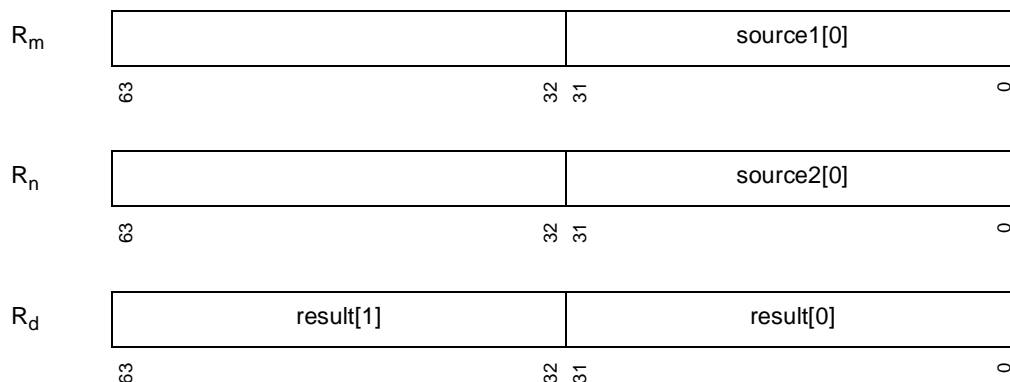 Rm source1[0]
63 32 31 0
Rn source2[0]
63 32 31 0
Rd result[1] result[0]
63 32 31 0